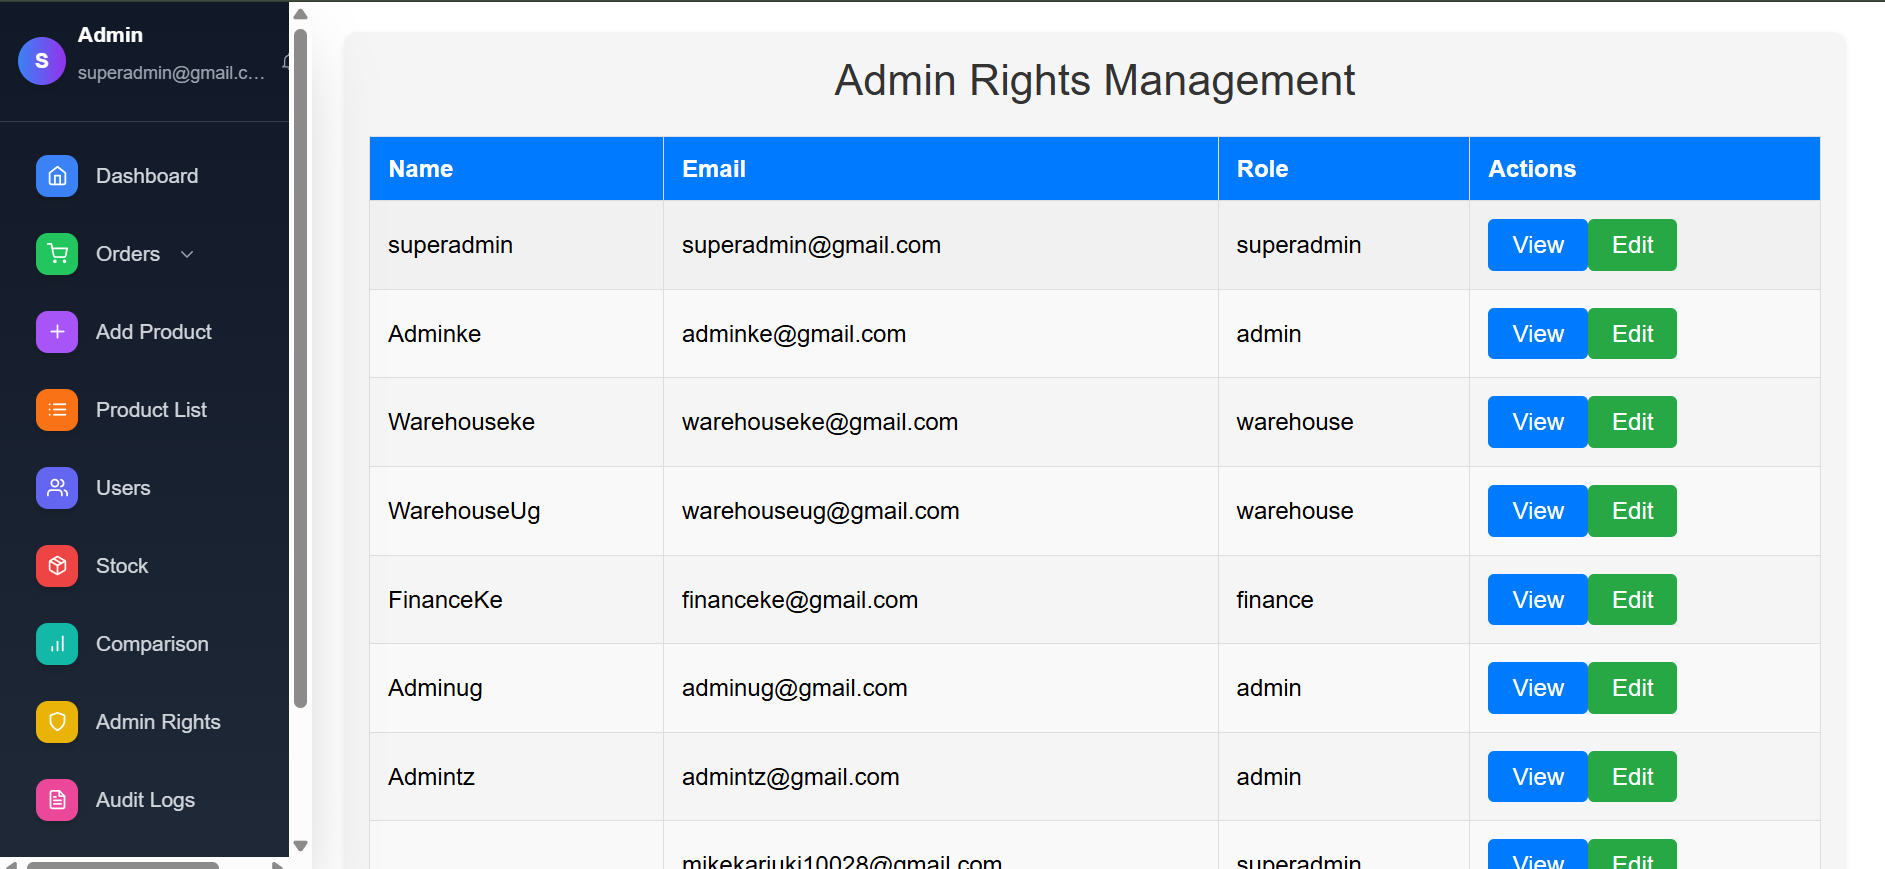 S
Admin
superadmin@gmail.c...
Dashboard
Orders
Add Product
Product List
Users
Stock
Comparison
Admin Rights
Audit Logs
Admin Rights Management
Name Email Role Actions
superadmin superadmin@gmail.com superadmin View Edit
Adminke adminke@gmail.com admin View Edit
Warehouseke warehouseke@gmail.com warehouse View Edit
WarehouseUg warehouseug@gmail.com warehouse View Edit
FinanceKe financeke@gmail.com finance View Edit
Adminug adminug@gmail.com admin View Edit
Admintz admintz@gmail.com admin View Edit
mikekariuki10028@gmail.com superadmin View Edit